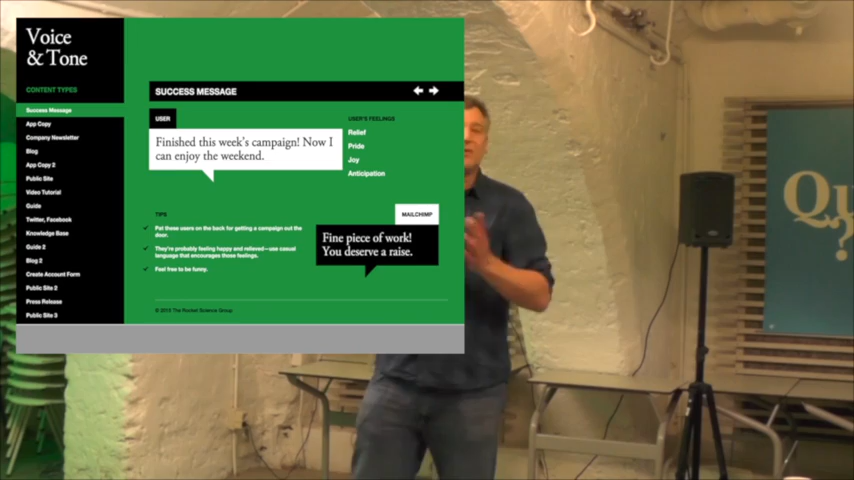 Voice
& Tone
CONTENT TYPES
Success Message
App Copy
Company Newsletter
Blog
App Copy 2
Public Site
Video Tutorial
Guide
Twitter, Facebook
Knowledge Base
Guide 2
Blog 2
Create Account Form
Public Site 2
Press Release
Public Site 3
SUCCESS MESSAGE
USER
Finished this week's campaign! Now I
can enjoy the weekend.
USER'S FEELINGS
Relief
Pride
Joy
Anticipation
TIPS
Pat those users on the back for getting a campaign out the
door.
They're probably feeling happy and relieved—use casual
language that encourages those feelings.
Feel free to be funny.
MAILCHIMP
Fine piece of work!
You deserve a raise.
© 2013 The Rocket Science Group
Qu
?